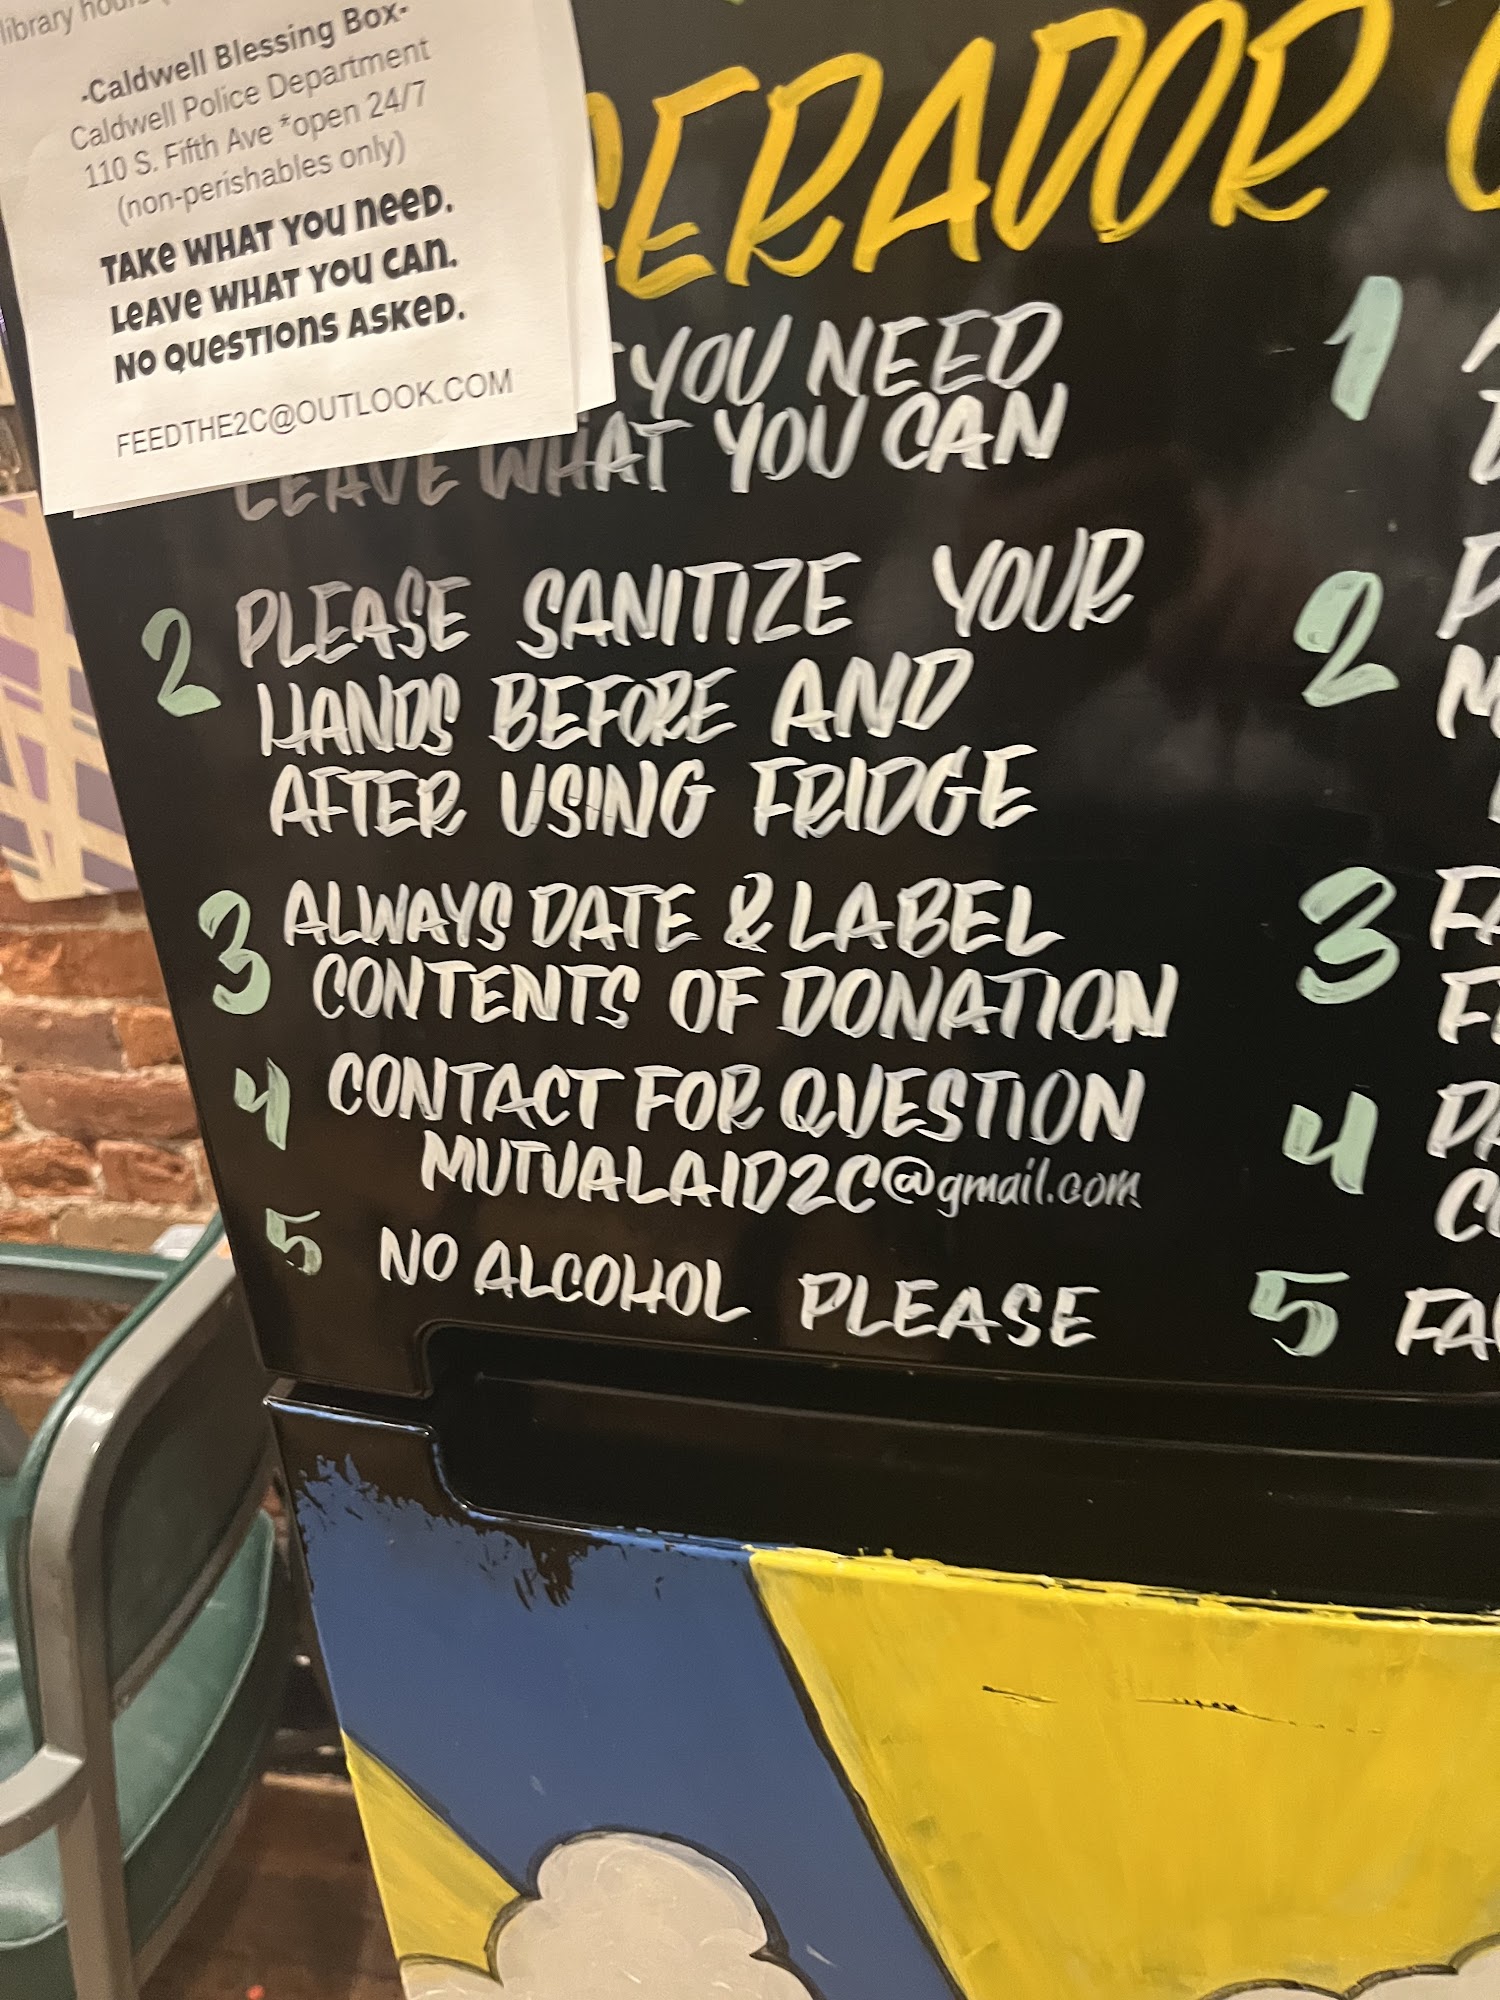 library
-Caldwell Blessing Box-
Caldwell Police Department
110 S. Fifth Ave *open 24/7
(non-perishables only)
TAKE WHAT YOU NEED.
LEAVE WHAT YOU CAN.
NO QUESTIONS ASKED.
FEEDTHE2C@OUTLOOK.COM
ERADOR
YOU NEED
LEAVE WHAT YOU CAN
2 PLEASE SANITIZE YOUR
HANDS BEFORE AND
AFTER USING FRIDGE
3 ALWAYS DATE & LABEL
CONTENTS OF DONATION
4 CONTACT FOR QUESTION
MUTUALAID2C@gmail.com
5 NO ALCOHOL PLEASE
1
2
3
4
5